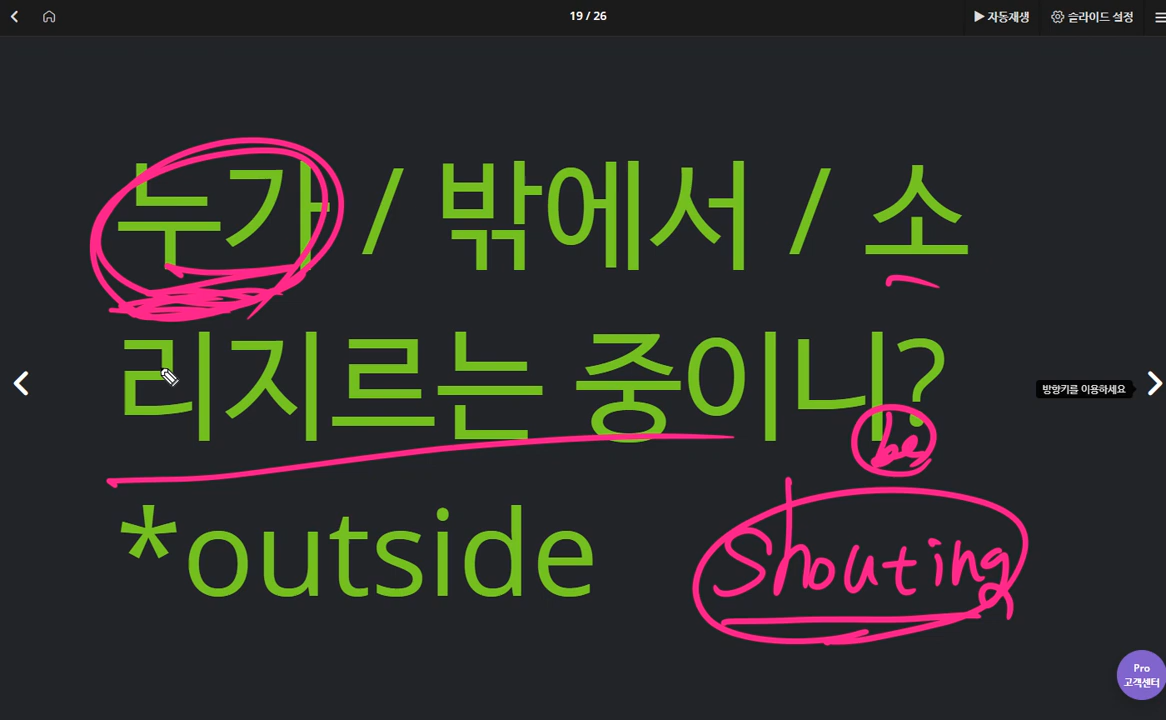 19 / 26
▶ 자동재생
슬라이드 설정
누가 / 밖에서 / 소
리지르는 중이니?
방향키를 이용하세요
be
*outside
Shouting
Pro
고객센터